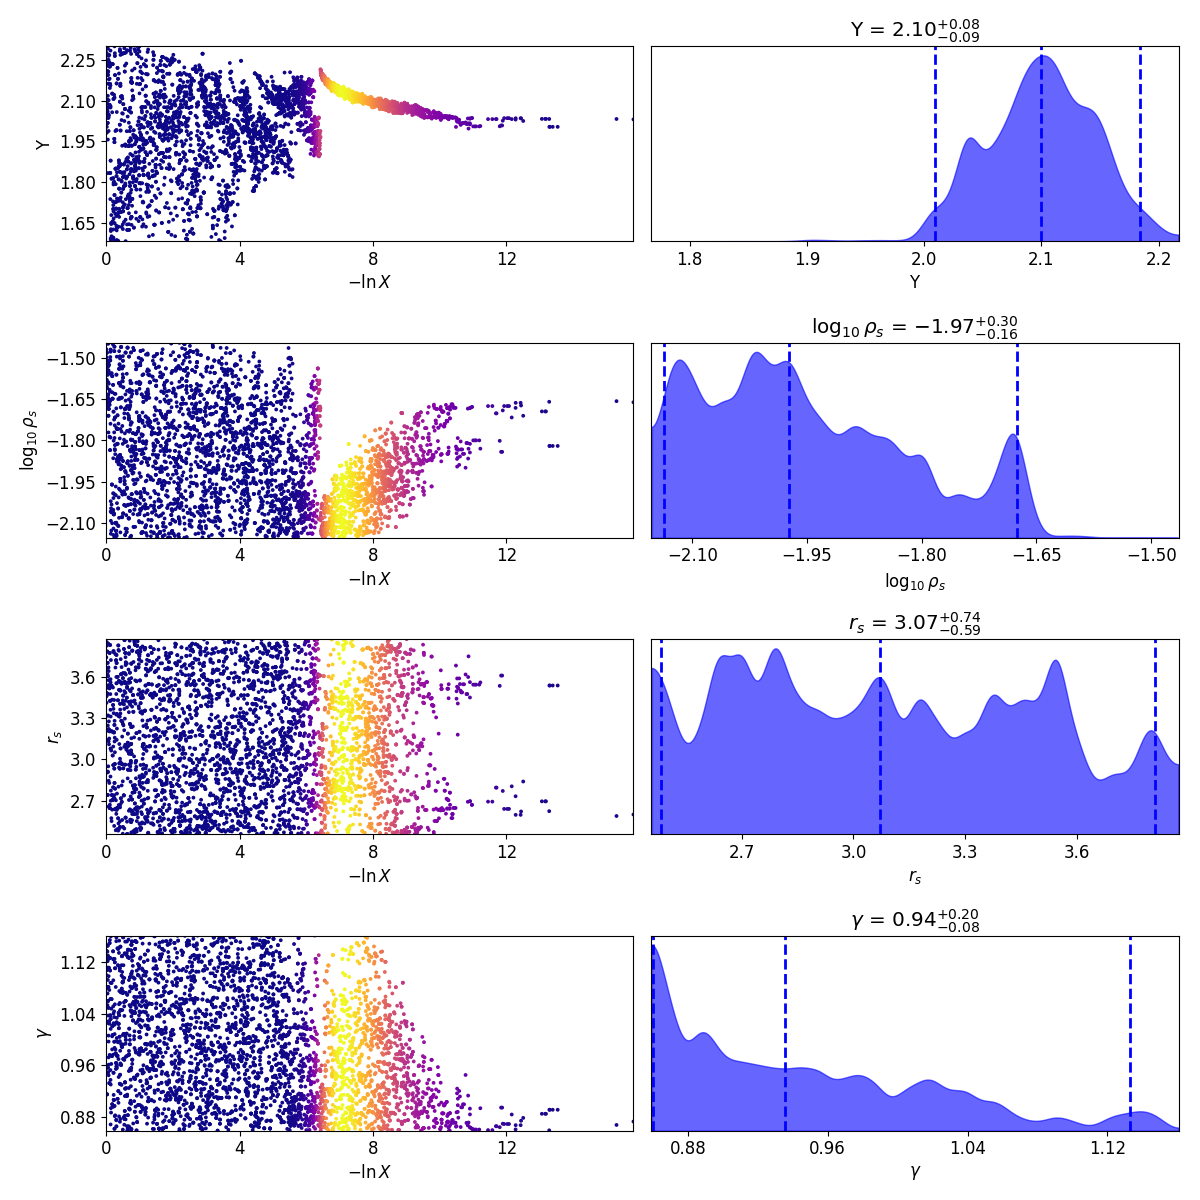 Y = 2.10+0.08 −0.09
2.25
2.10
1.95
1.80
1.65
Y
0 4 8 12
−ln X
1.8 1.9 2.0 2.1 2.2
Y
log10 ρs = −1.97+0.30 −0.16
−1.50
−1.65
−1.80
−1.95
−2.10
log10 ρs
0 4 8 12
−ln X
−2.10 −1.95 −1.80 −1.65 −1.50
log10 ρs
rs = 3.07+0.74 −0.59
3.6
3.3
3.0
2.7
rs
0 4 8 12
−ln X
2.7 3.0 3.3 3.6
rs
γ = 0.94+0.20 −0.08
1.12
1.04
0.96
0.88
γ
0 4 8 12
−ln X
0.88 0.96 1.04 1.12
γ